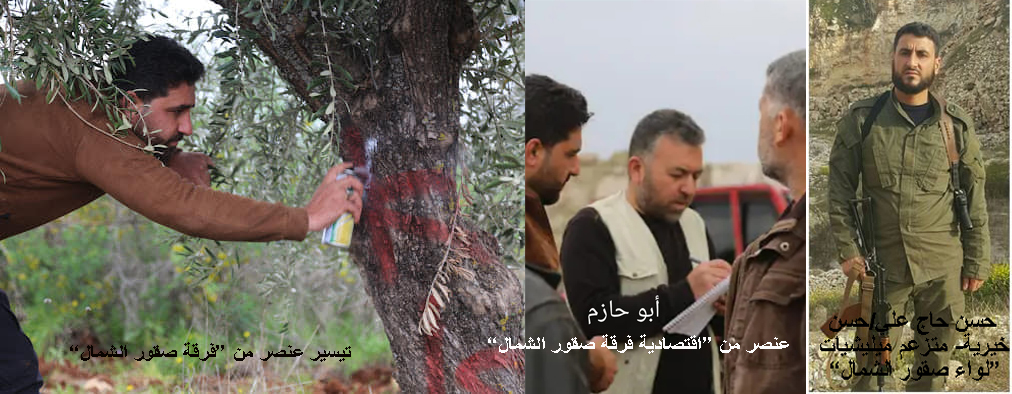 تيسير عنصر من ”فرقة صقور الشمال“
أبو حازم
عنصر من ”اقتصادية فرقة صقور الشمال“
حسن حاج علي/حسن
خيرية- متزعم ميليشيات
”لواء صقور الشمال“